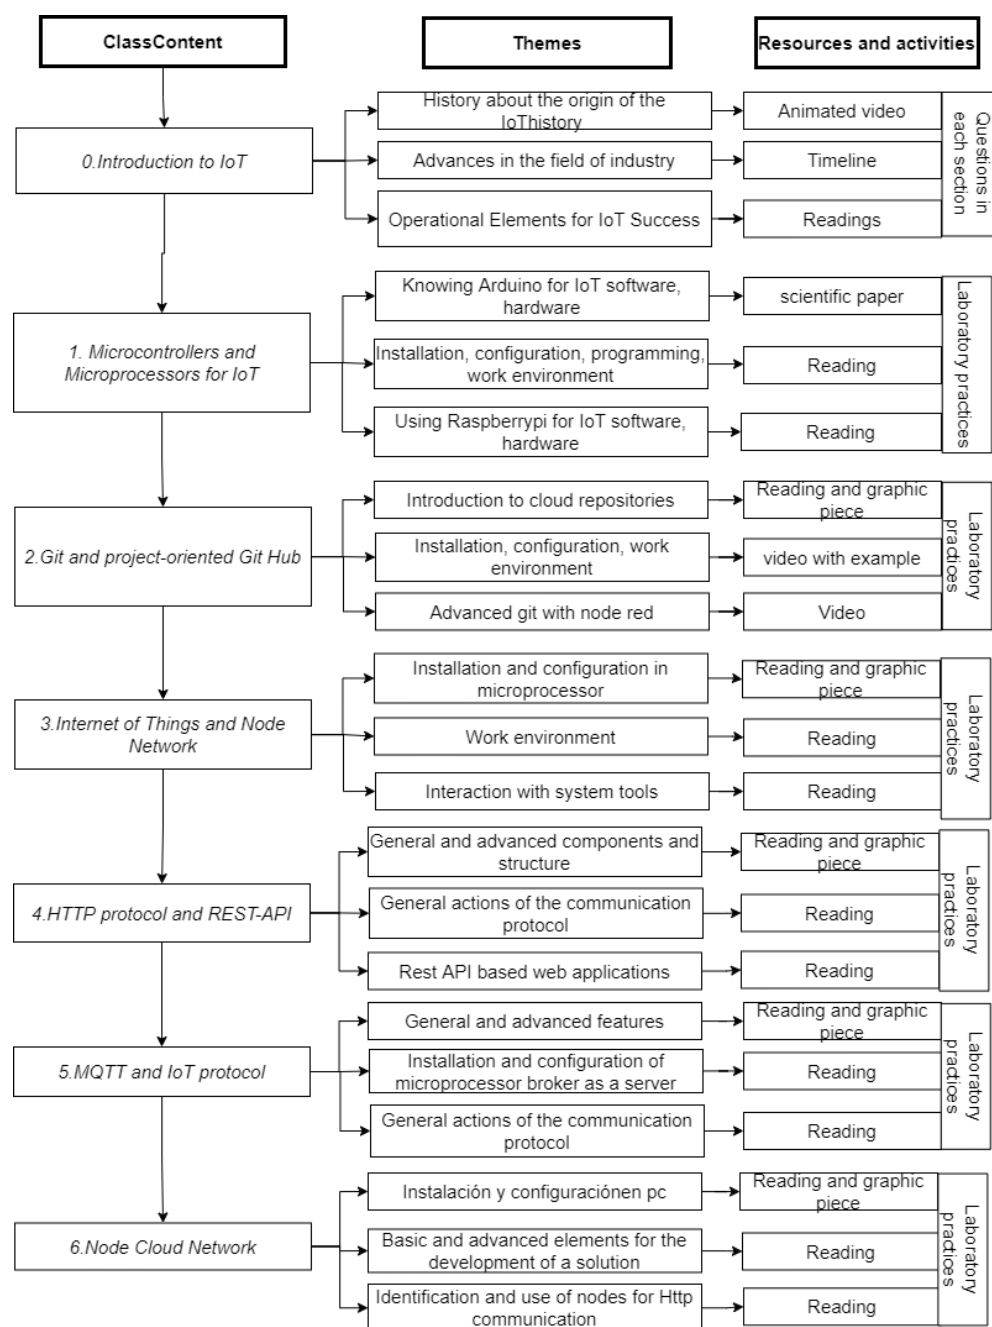 ClassContent
Themes
Resources and activities
0.Introduction to IoT
History about the origin of the
IoThistory
Animated video
Advances in the field of industry
Timeline
Operational Elements for IoT Success
Readings
Questions in
each section
1. Microcontrollers and
Microprocessors for IoT
Knowing Arduino for IoT software,
hardware
scientific paper
Installation, configuration, programming,
work environment
Reading
Using Raspberrypi for IoT software,
hardware
Reading
Laboratory practices
2.Git and project-oriented Git Hub
Introduction to cloud repositories
Reading and graphic
piece
Installation, configuration, work
environment
video with example
Advanced git with node red
Video
Laboratory
practices
3.Internet of Things and Node
Network
Installation and configuration in
microprocessor
Reading and graphic
piece
Work environment
Reading
Interaction with system tools
Reading
Laboratory
practices
4.HTTP protocol and REST-API
General and advanced components and
structure
Reading and graphic
piece
General actions of the communication
protocol
Reading
Rest API based web applications
Reading
Laboratory
practices
5.MQTT and IoT protocol
General and advanced features
Reading and graphic
piece
Installation and configuration of
microprocessor broker as a server
Reading
General actions of the communication
protocol
Reading
Laboratory
practices
6.Node Cloud Network
Instalación y configuraciónen pc
Reading and graphic
piece
Basic and advanced elements for the
development of a solution
Reading
Identification and use of nodes for Http
communication
Reading
Laboratory
practices